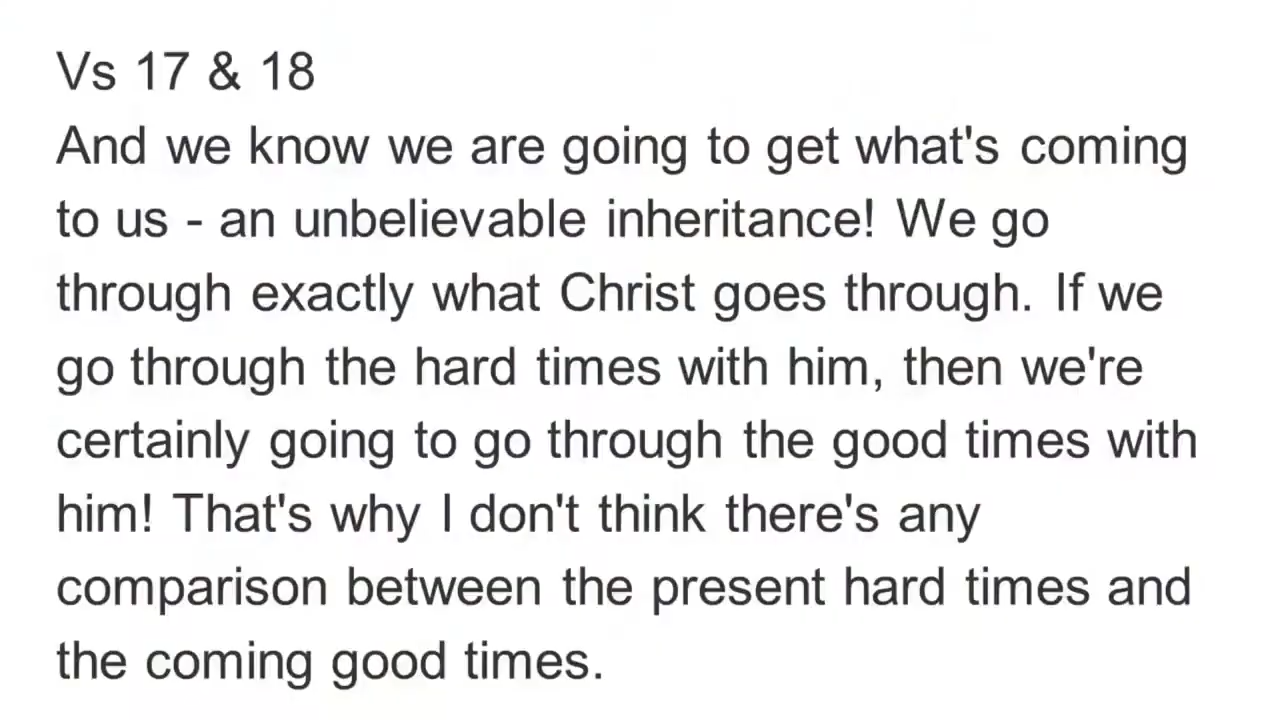 Vs 17 & 18
And we know we are going to get what's coming
to us - an unbelievable inheritance! We go
through exactly what Christ goes through. If we
go through the hard times with him, then we're
certainly going to go through the good times with
him! That's why I don't think there's any
comparison between the present hard times and
the coming good times.